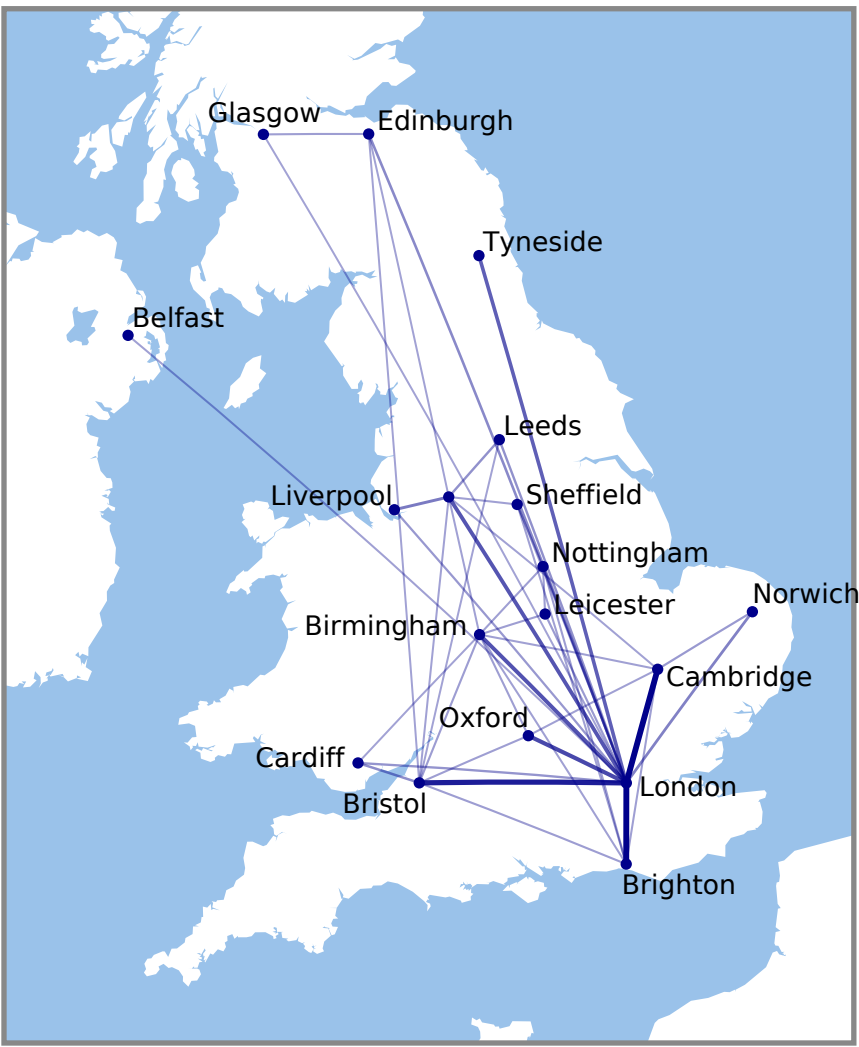 Glasgow
Edinburgh
Tyneside
Belfast
Leeds
Liverpool
Sheffield
Nottingham
Norwich
Leicester
Birmingham
Cambridge
Oxford
Cardiff
London
Bristol
Brighton